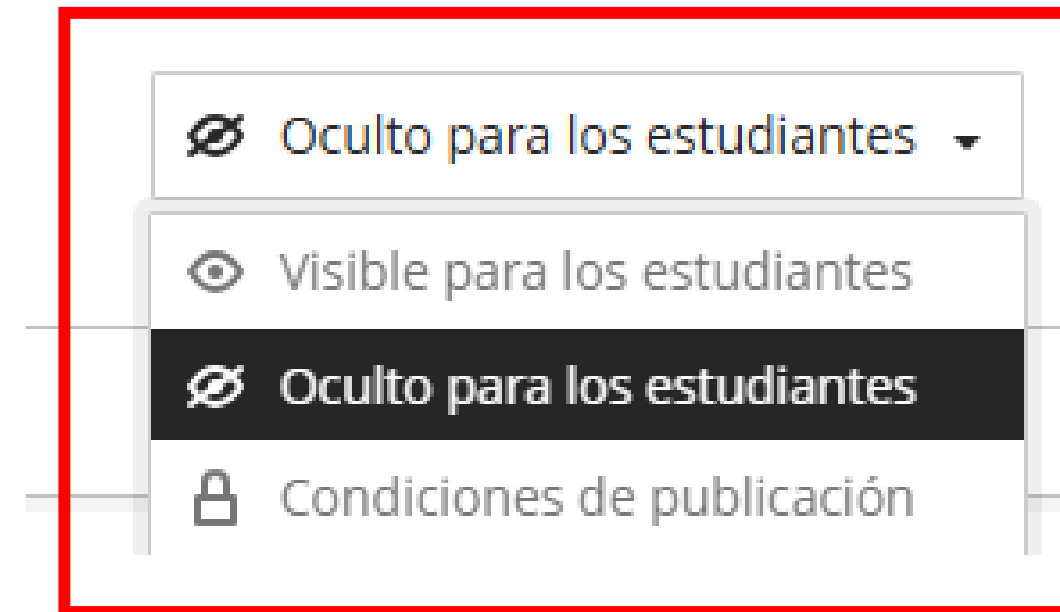 Oculto para los estudiantes
Visible para los estudiantes
Oculto para los estudiantes
Condiciones de publicación